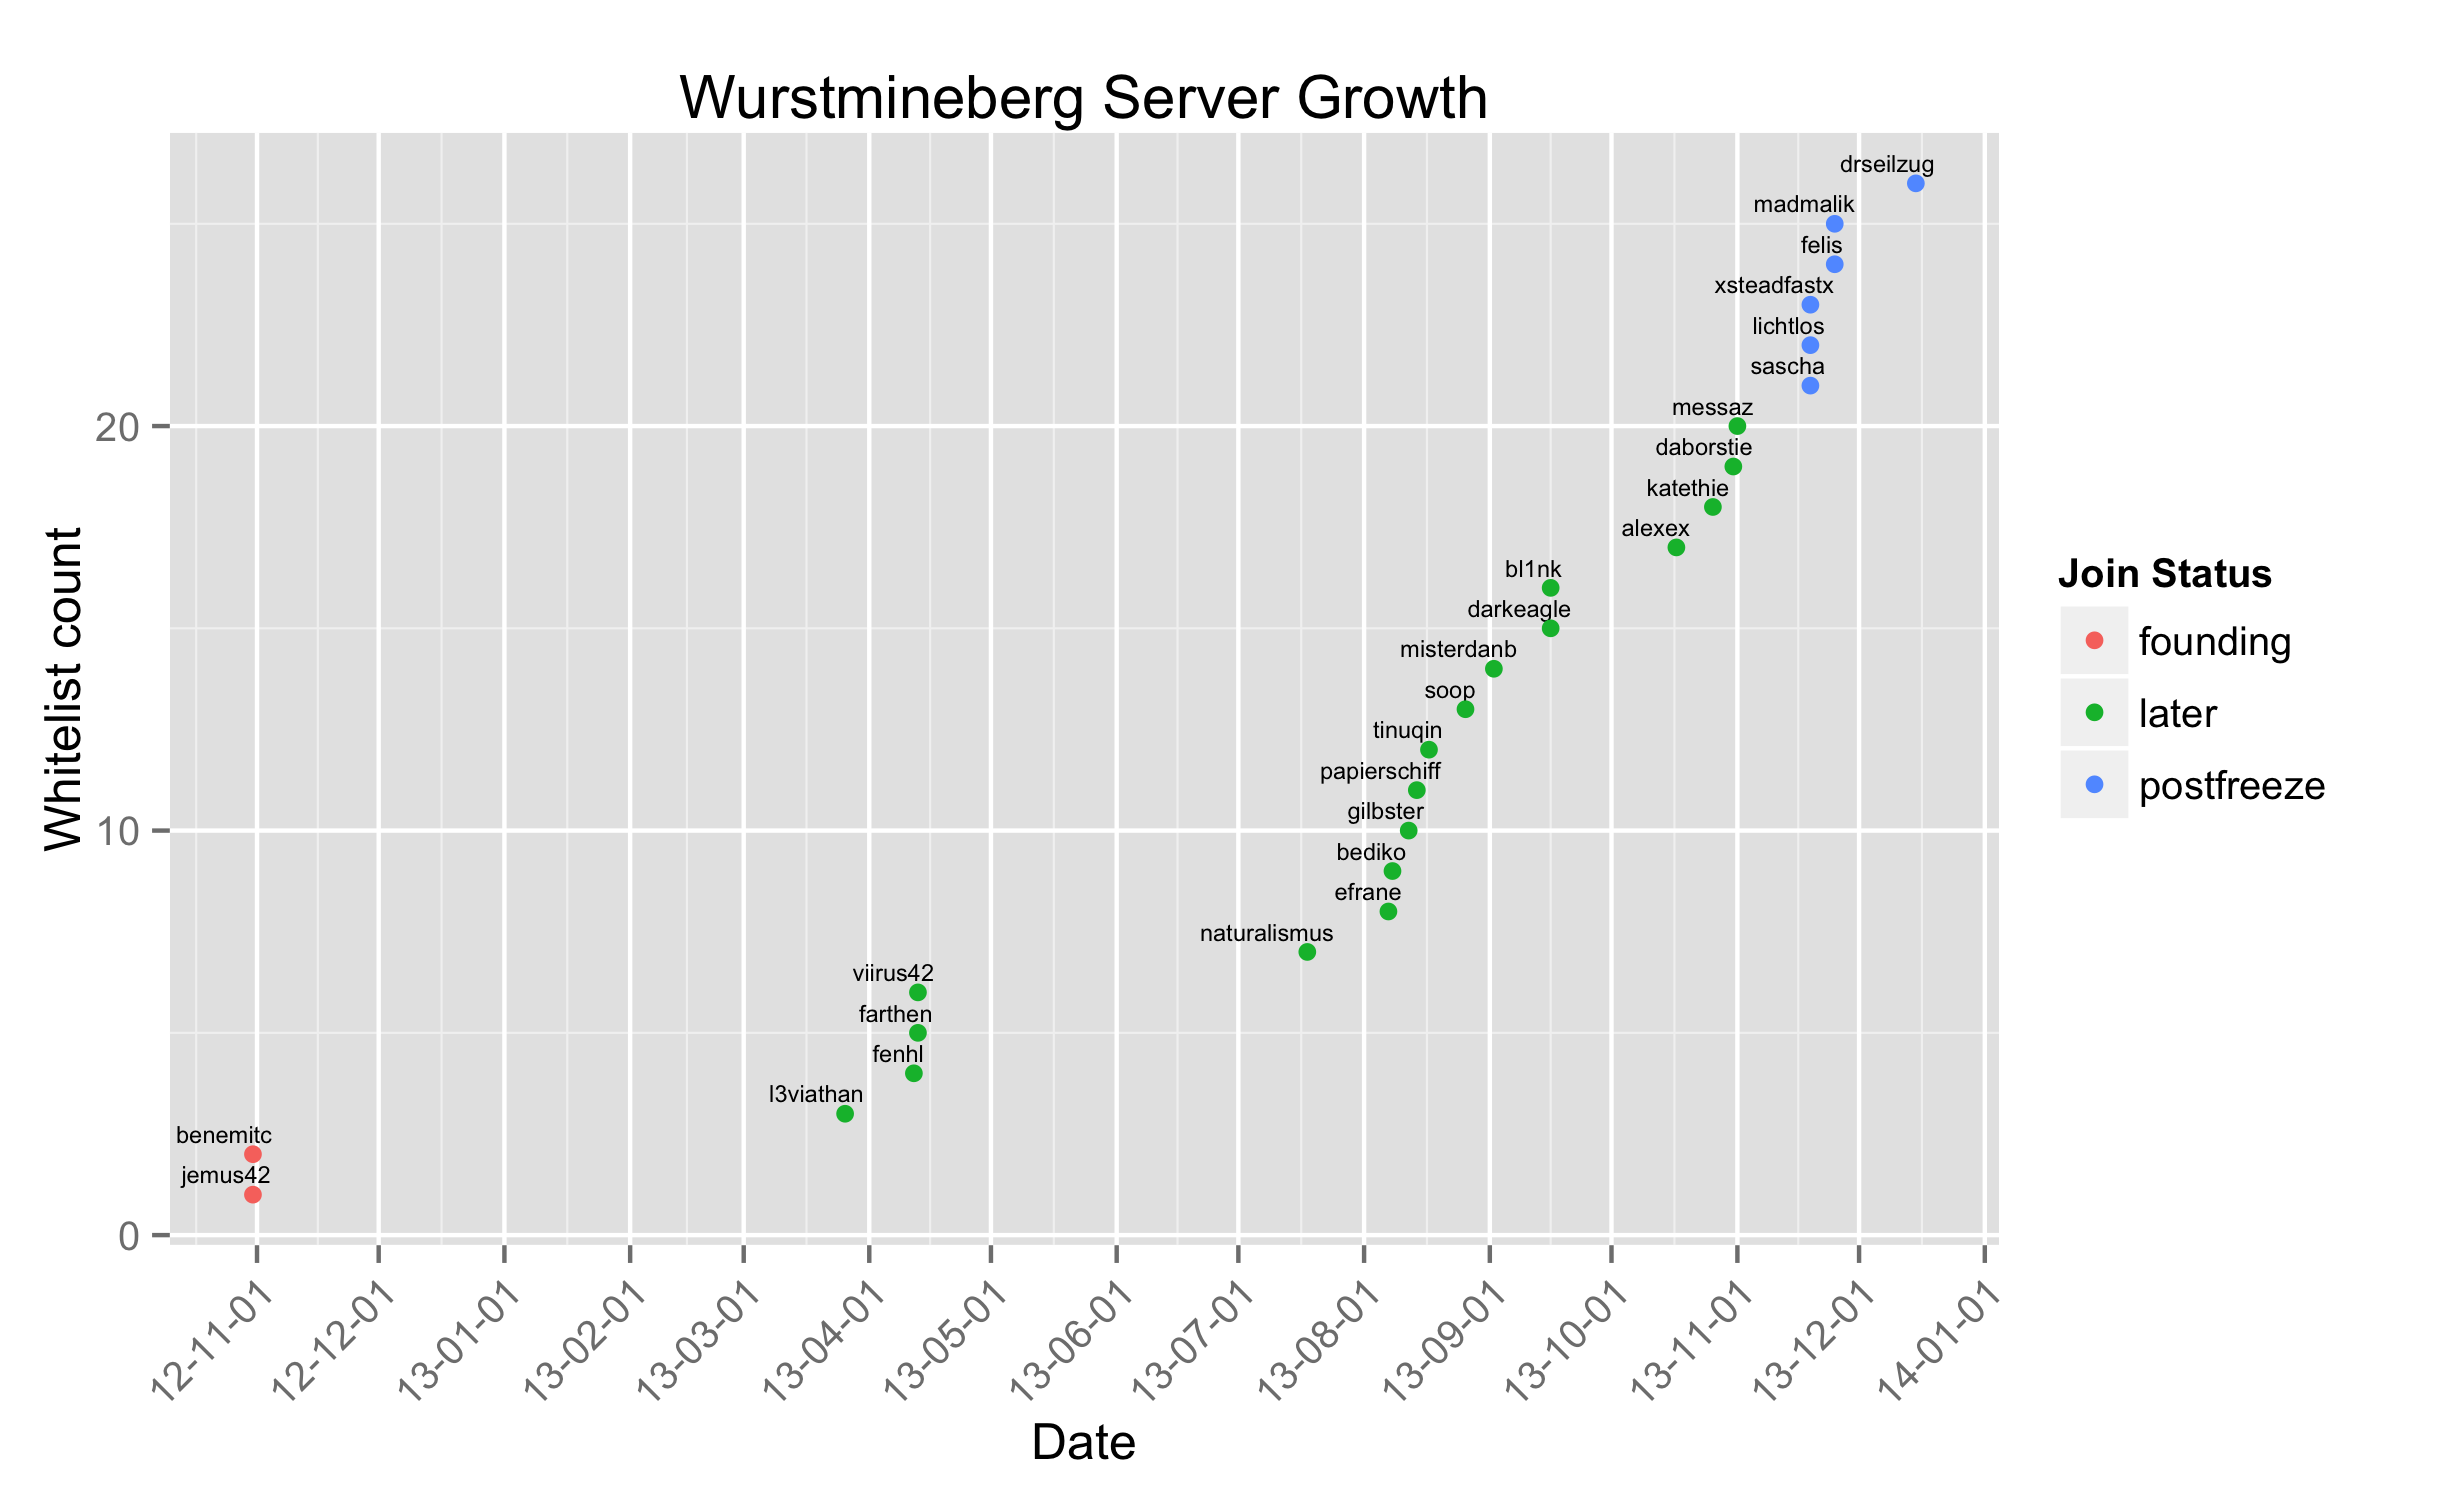 Wurstmineberg Server Growth
drseilzug
madmalik
felis
xsteadfastx
lichtlos
sascha
messaz
daborstie
katethie
alexex
bl1nk
darkeagle
misterdanb
soop
tinuqin
papierschiff
gilbster
bediko
efrane
naturalismus
viirus42
farthen
fenhl
l3viathan
benemitc
jemus42
Whitelist count
20
10
0
12-11-01
12-12-01
13-01-01
13-02-01
13-03-01
13-04-01
13-05-01
13-06-01
13-07-01
13-08-01
13-09-01
13-10-01
13-11-01
13-12-01
14-01-01
Date
Join Status
founding
later
postfreeze